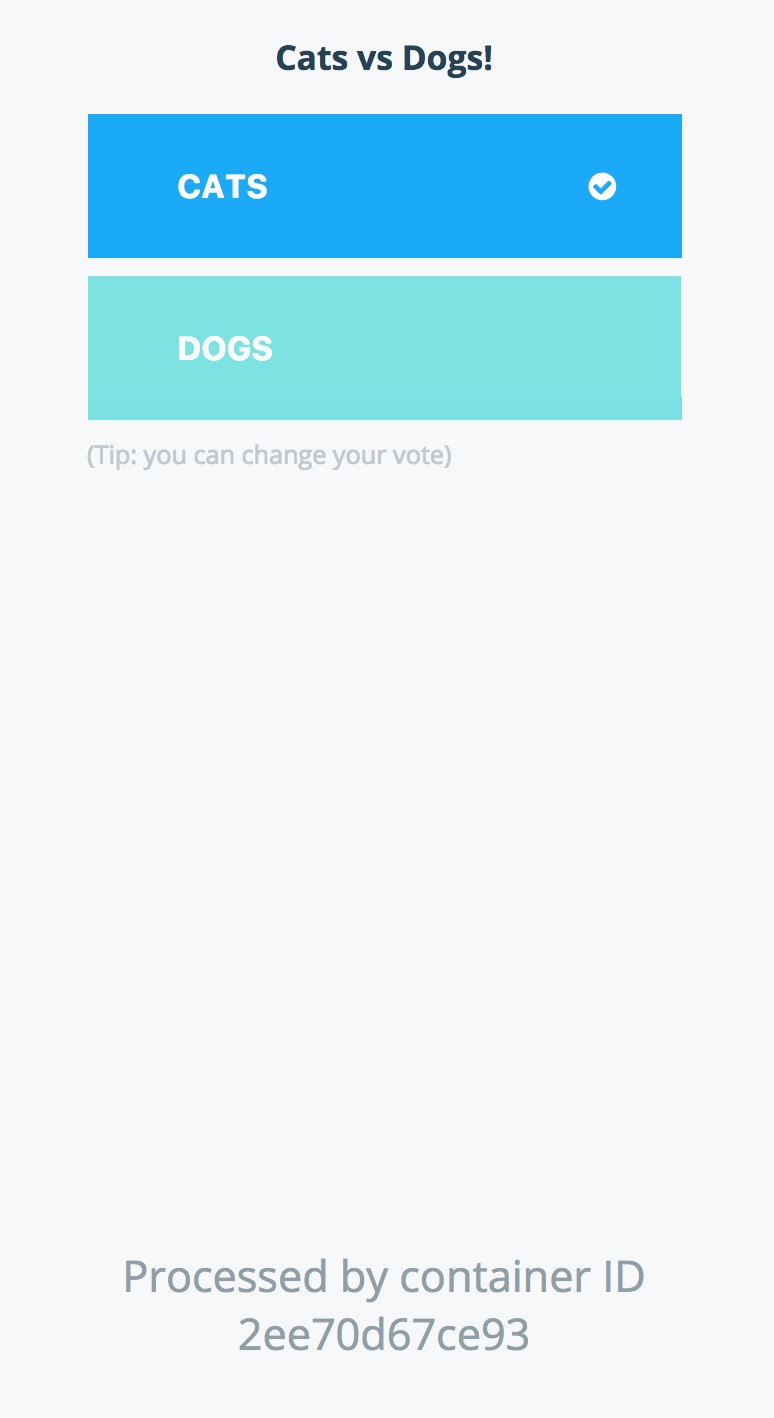 Cats vs Dogs!
CATS
DOGS
(Tip: you can change your vote)
Processed by container ID
2ee70d67ce93